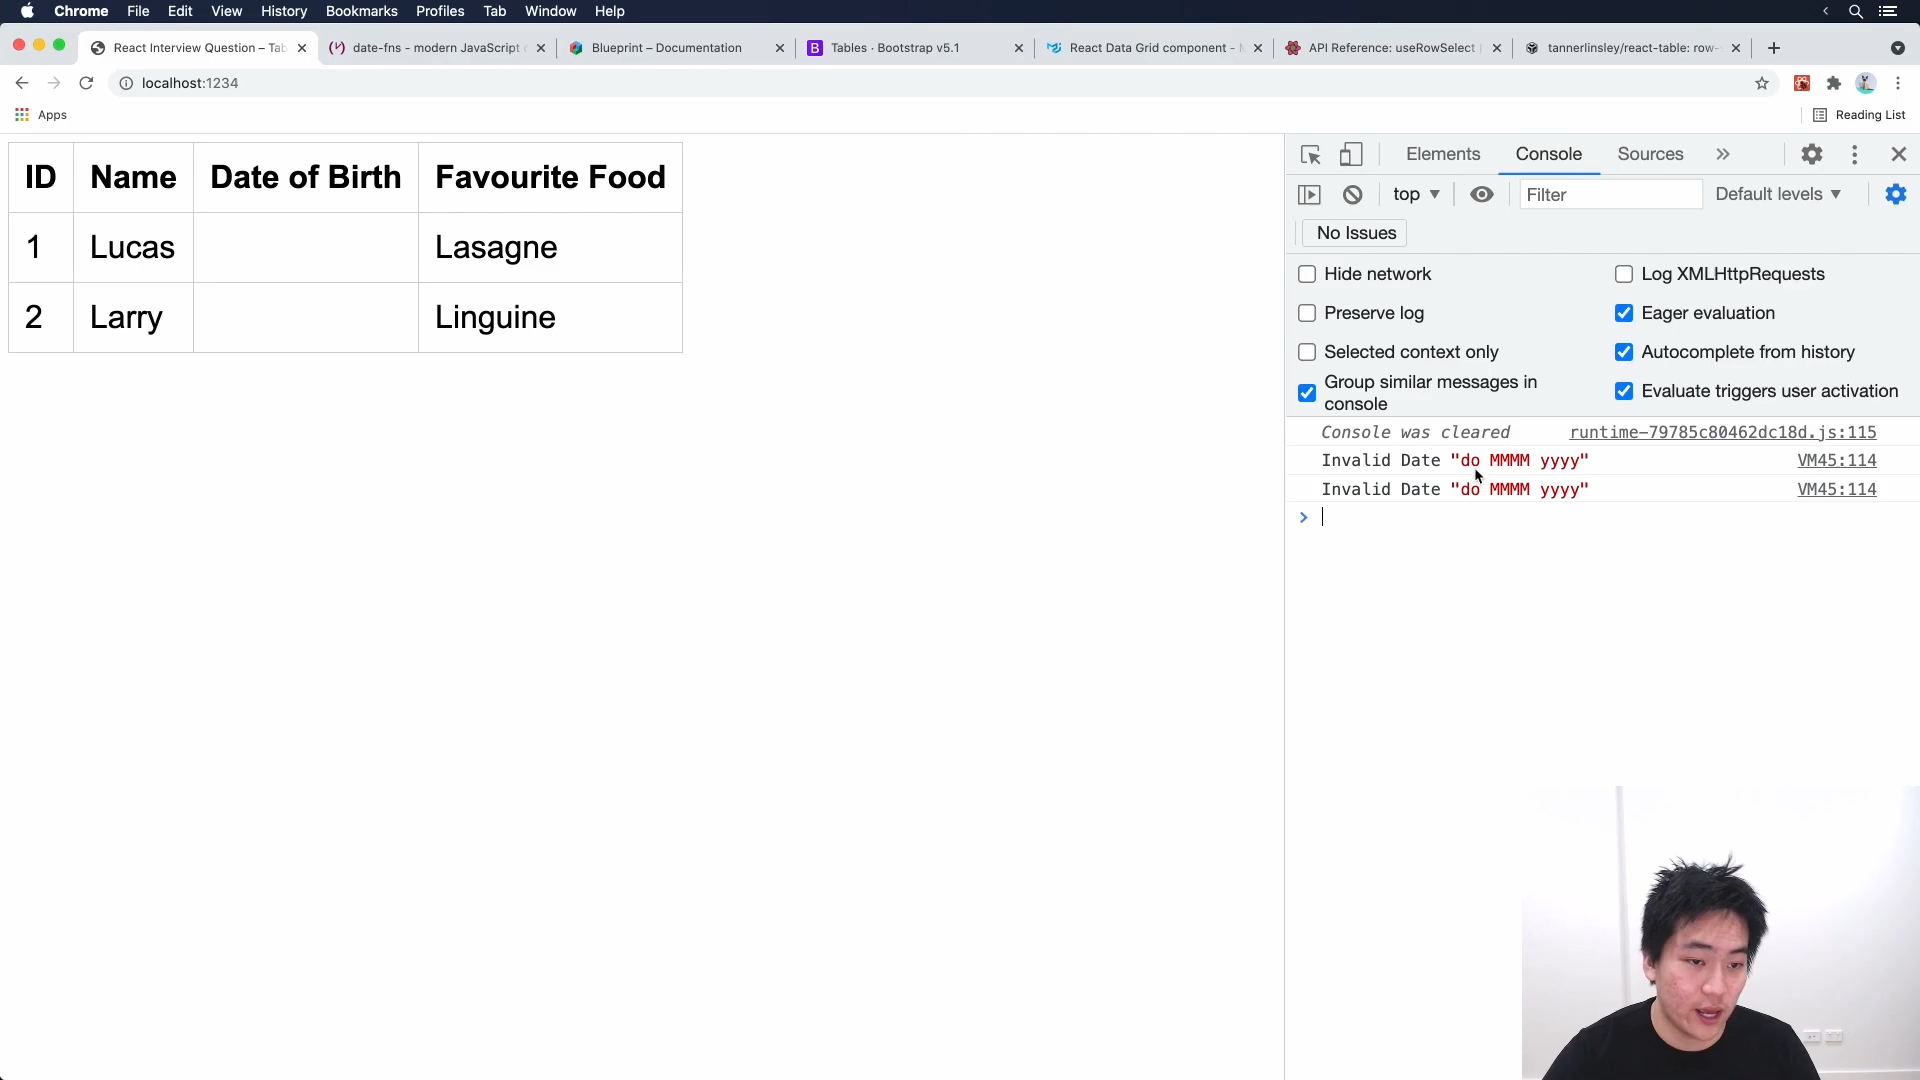 Chrome File Edit View History Bookmarks Profiles Tab Window Help
React Interview Question – Tab
date-fns - modern JavaScript
Blueprint – Documentation
Tables · Bootstrap v5.1
React Data Grid component -
API Reference: useRowSelect
tannerlinsley/react-table: row-
localhost:1234
Apps
Reading List
ID Name Date of Birth Favourite Food
1 Lucas Lasagne
2 Larry Linguine
Elements Console Sources
top Filter Default levels
No Issues
Hide network Log XMLHttpRequests
Preserve log Eager evaluation
Selected context only Autocomplete from history
Group similar messages in
console
Evaluate triggers user activation
Console was cleared runtime-79785c80462dc18d.js:115
Invalid Date "do MMMM yyyy" VM45:114
Invalid Date "do MMMM yyyy" VM45:114